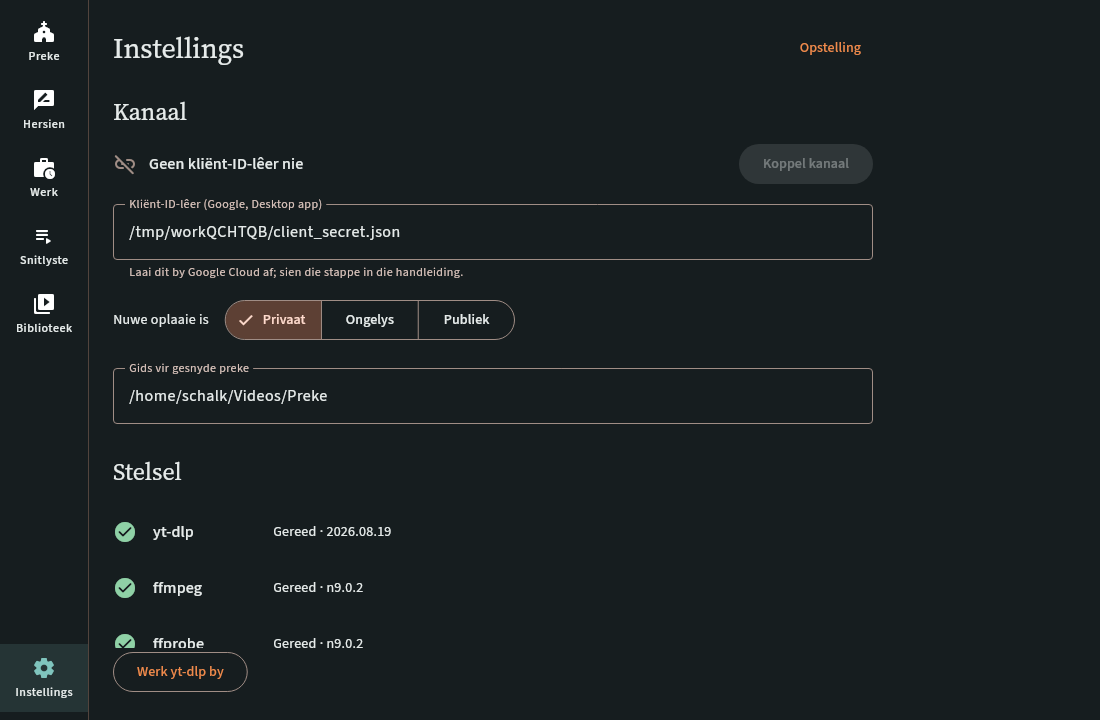 Preke
Hersien
Werk
Snitlyste
Biblioteek
Instellings
Instellings
Opstelling
Kanaal
Geen kliënt-ID-lêer nie
Koppel kanaal
Kliënt-ID-lêer (Google, Desktop app)
/tmp/workQCHTQB/client_secret.json
Laai dit by Google Cloud af; sien die stappe in die handleiding.
Nuwe oplaaie is
Privaat
Ongelys
Publiek
Gids vir gesnyde preke
/home/schalk/Videos/Preke
Stelsel
yt-dlp
Gereed · 2026.08.19
ffmpeg
Gereed · n9.0.2
ffprobe
Gereed · n9.0.2
Werk yt-dlp by